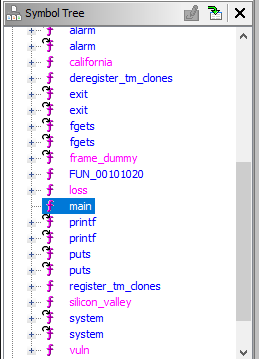 Symbol Tree
alarm
alarm
california
deregister_tm_clones
exit
exit
fgets
fgets
frame_dummy
FUN_00101020
loss
main
printf
printf
puts
puts
register_tm_clones
silicon_valley
system
system
vuln